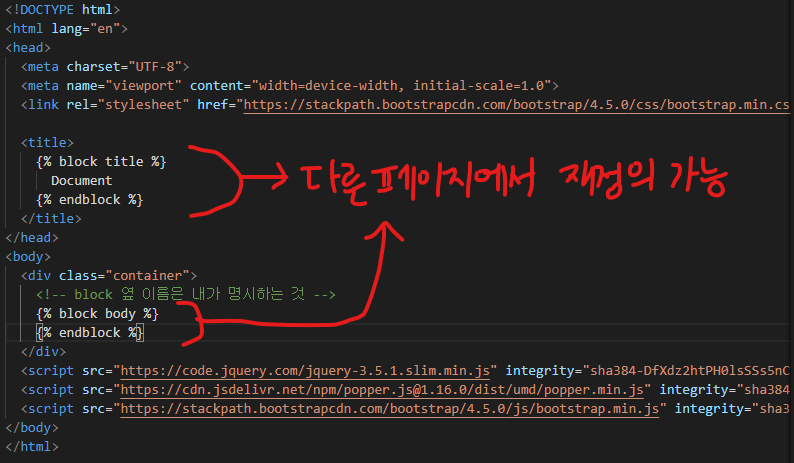 <!DOCTYPE html>
<html lang="en">
<head>
<meta charset="UTF-8">
<meta name="viewport" content="width=device-width, initial-scale=1.0">
<link rel="stylesheet" href="https://stackpath.bootstrapcdn.com/bootstrap/4.5.0/css/bootstrap.min.cs
<title>
{% block title %}
Document
{% endblock %}
다른 페이지에서 재정의 가능
</title>
</head>
<body>
<div class="container">
<!-- block 옆 이름은 내가 명시하는 것 -->
{% block body %}
{% endblock %}
</div>
<script src="https://code.jquery.com/jquery-3.5.1.slim.min.js" integrity="sha384-DfXdz2htPH0lsSSs5nC
<script src="https://cdn.jsdelivr.net/npm/popper.js@1.16.0/dist/umd/popper.min.js" integrity="sha384
<script src="https://stackpath.bootstrapcdn.com/bootstrap/4.5.0/js/bootstrap.min.js" integrity="sha3
</body>
</html>